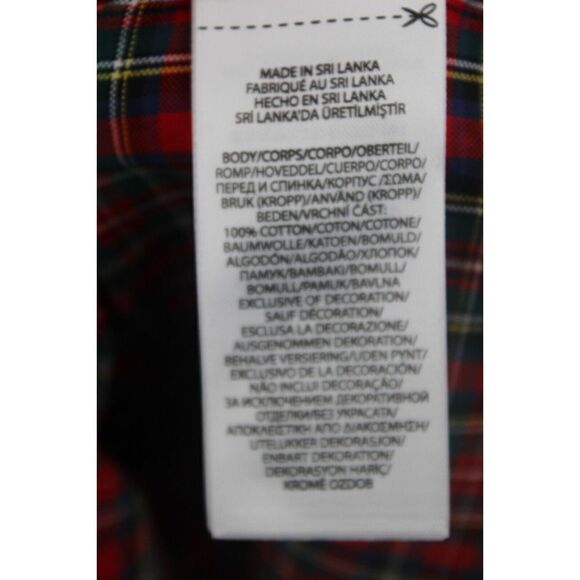 MADE IN SRI LANKA
FABRIQUÉ AU SRI LANKA
HECHO EN SRI LANKA
SRİ LANKA'DA ÜRETİLMİŞTİR
BODY/CORPS/CORPO/OBERTEIL/
ROMP/HOVEDDEL/CUERPO/CORPO/
ПЕРЕД И СПИНКА/КОРПУС /ΣΩΜΑ/
BRUK (KROPP)/ANVÄND (KROPP)/
BEDEN/VRCHNÍ ČÁST:
100% COTTON/COTON/COTONE/
BAUMWOLLE/KATOEN/BOMULD/
ALGODÓN/ALGODÃO/ХЛОПОК/
ПАМУК/ΒΑΜΒΑΚΙ/BOMULL/
BOMULL/PAMUK/BAVLNA
EXCLUSIVE OF DECORATION/
SAUF DÉCORATION/
ESCLUSA LA DECORAZIONE/
AUSGENOMMEN DEKORATION/
BEHALVE VERSIERING/UDEN PYNT/
EXCLUSIVO DE LA DECORACIÓN/
NÃO INCLUI DECORAÇÃO/
ЗА ИСКЛЮЧЕНИЕМ ДЕКОРАТИВНОЙ
ОТДЕЛКИ/БЕЗ УКРАСАТА/
ΑΠΟΚΛΕΙΣΤΙΚΗ ΑΠΟ ΔΙΑΚΟΣΜΗΣΗ/
UTELUKKER DEKORASJON/
ENBART DEKORATION/
DEKORASYON HARİÇ/
KROMĚ OZDOB